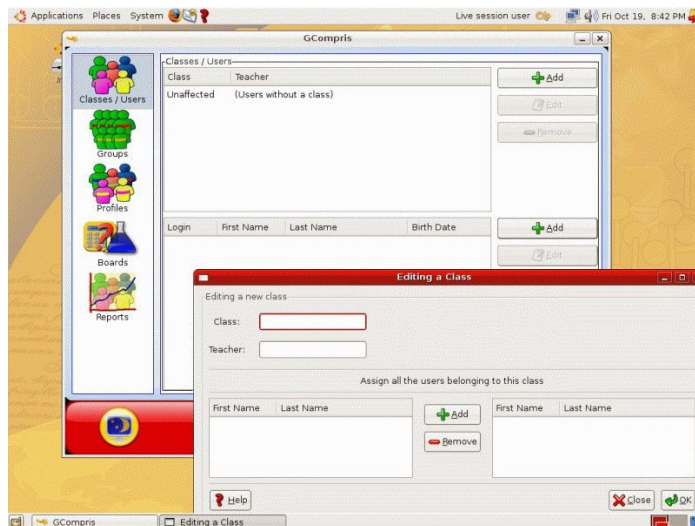 Applications Places System Live session user Fri Oct 19, 8:42 PM
GCompris
Classes / Users
Class Teacher
Unaffected (Users without a class)
Add
Edit
Remove
Classes / Users
Groups
Profiles
Boards
Reports
Login First Name Last Name Birth Date
Add
Edit
Editing a Class
Editing a new class
Class:
Teacher:
Assign all the users belonging to this class
First Name Last Name
Add
Remove
First Name Last Name
Help
Close
OK
GCompris Editing a Class